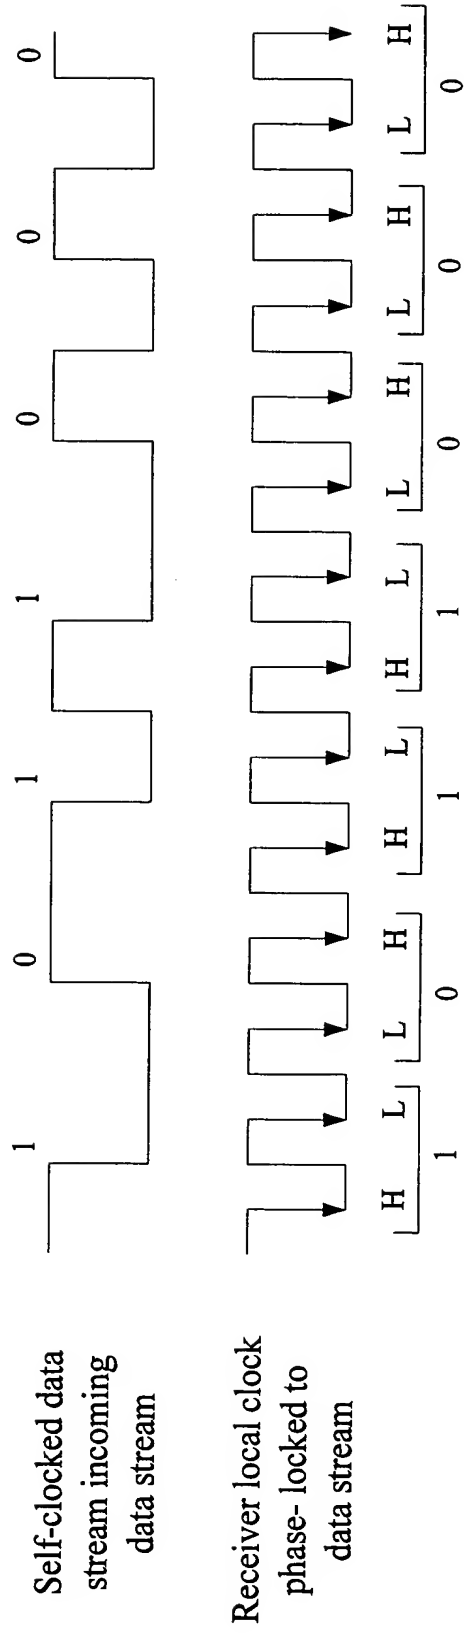 1 0 1 1 0 0 0
Self-clocked data
stream incoming
data stream
Receiver local clock
phase- locked to
data stream
H L L H H L H L L H L H L H
1 0 1 1 0 0 0